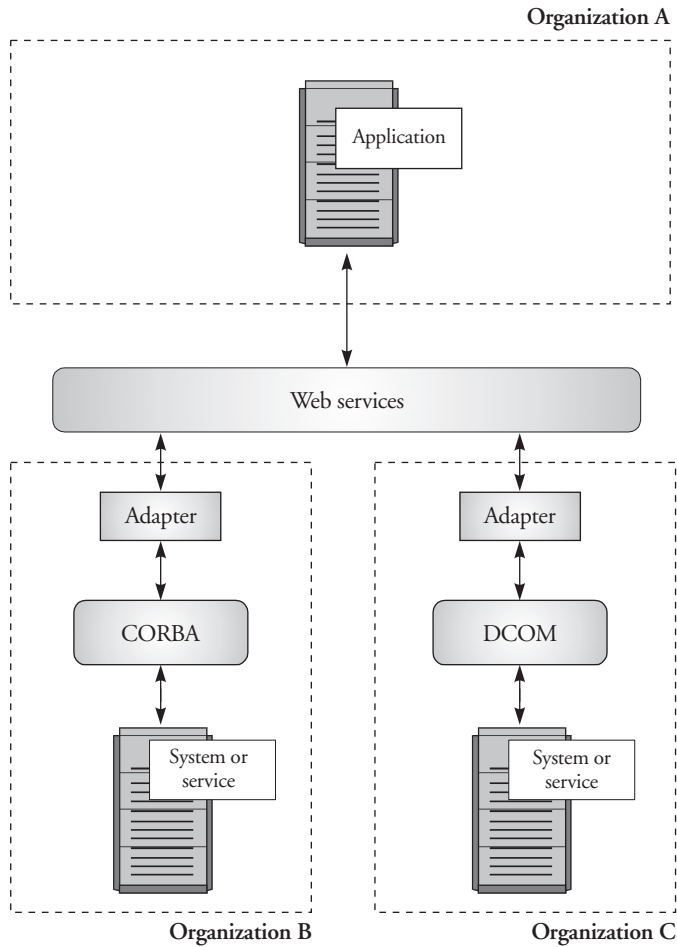 Organization A
Application
Web services
Adapter
Adapter
CORBA
DCOM
System or
service
System or
service
Organization B
Organization C